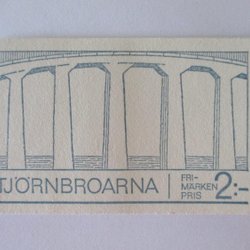 TJÖRNBROARNA
FRI-
MÄRKEN
PRIS 2:-